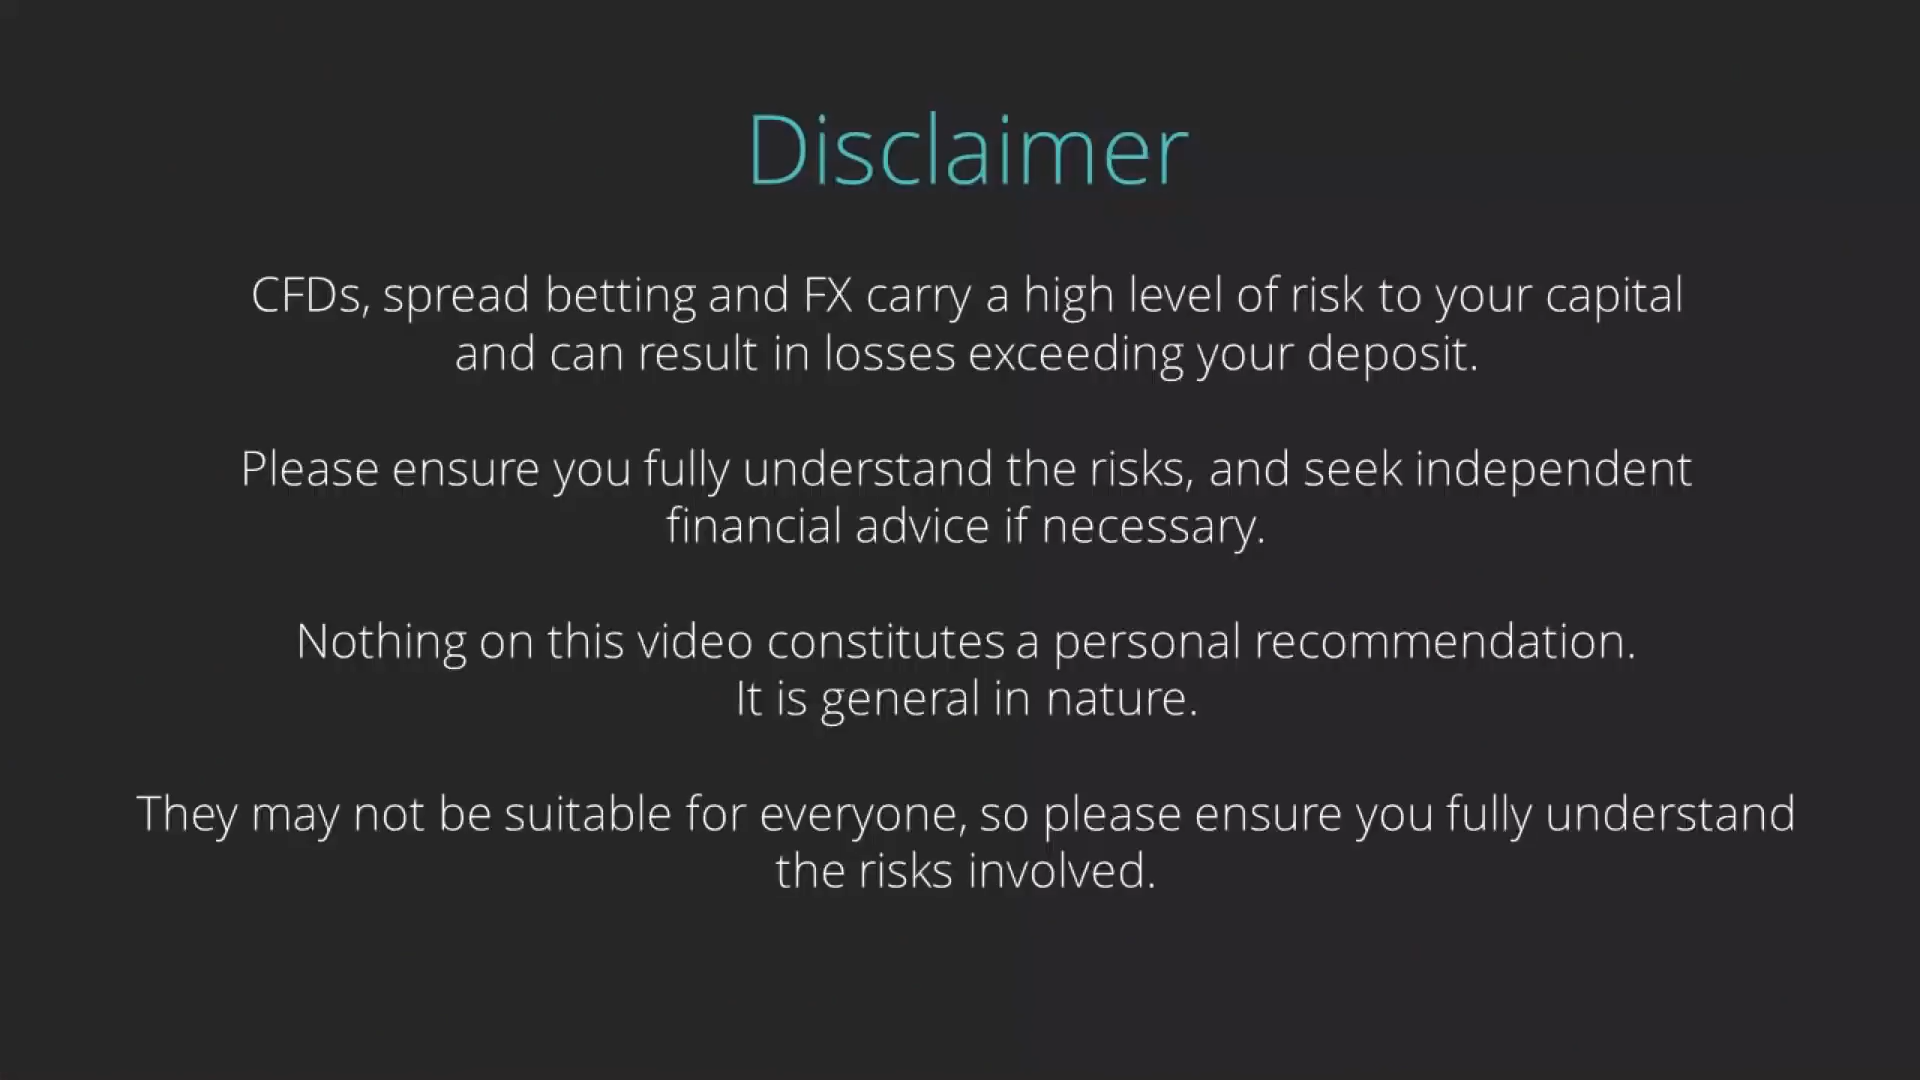 Disclaimer
CFDs, spread betting and FX carry a high level of risk to your capital
and can result in losses exceeding your deposit.
Please ensure you fully understand the risks, and seek independent
financial advice if necessary.
Nothing on this video constitutes a personal recommendation.
It is general in nature.
They may not be suitable for everyone, so please ensure you fully understand
the risks involved.